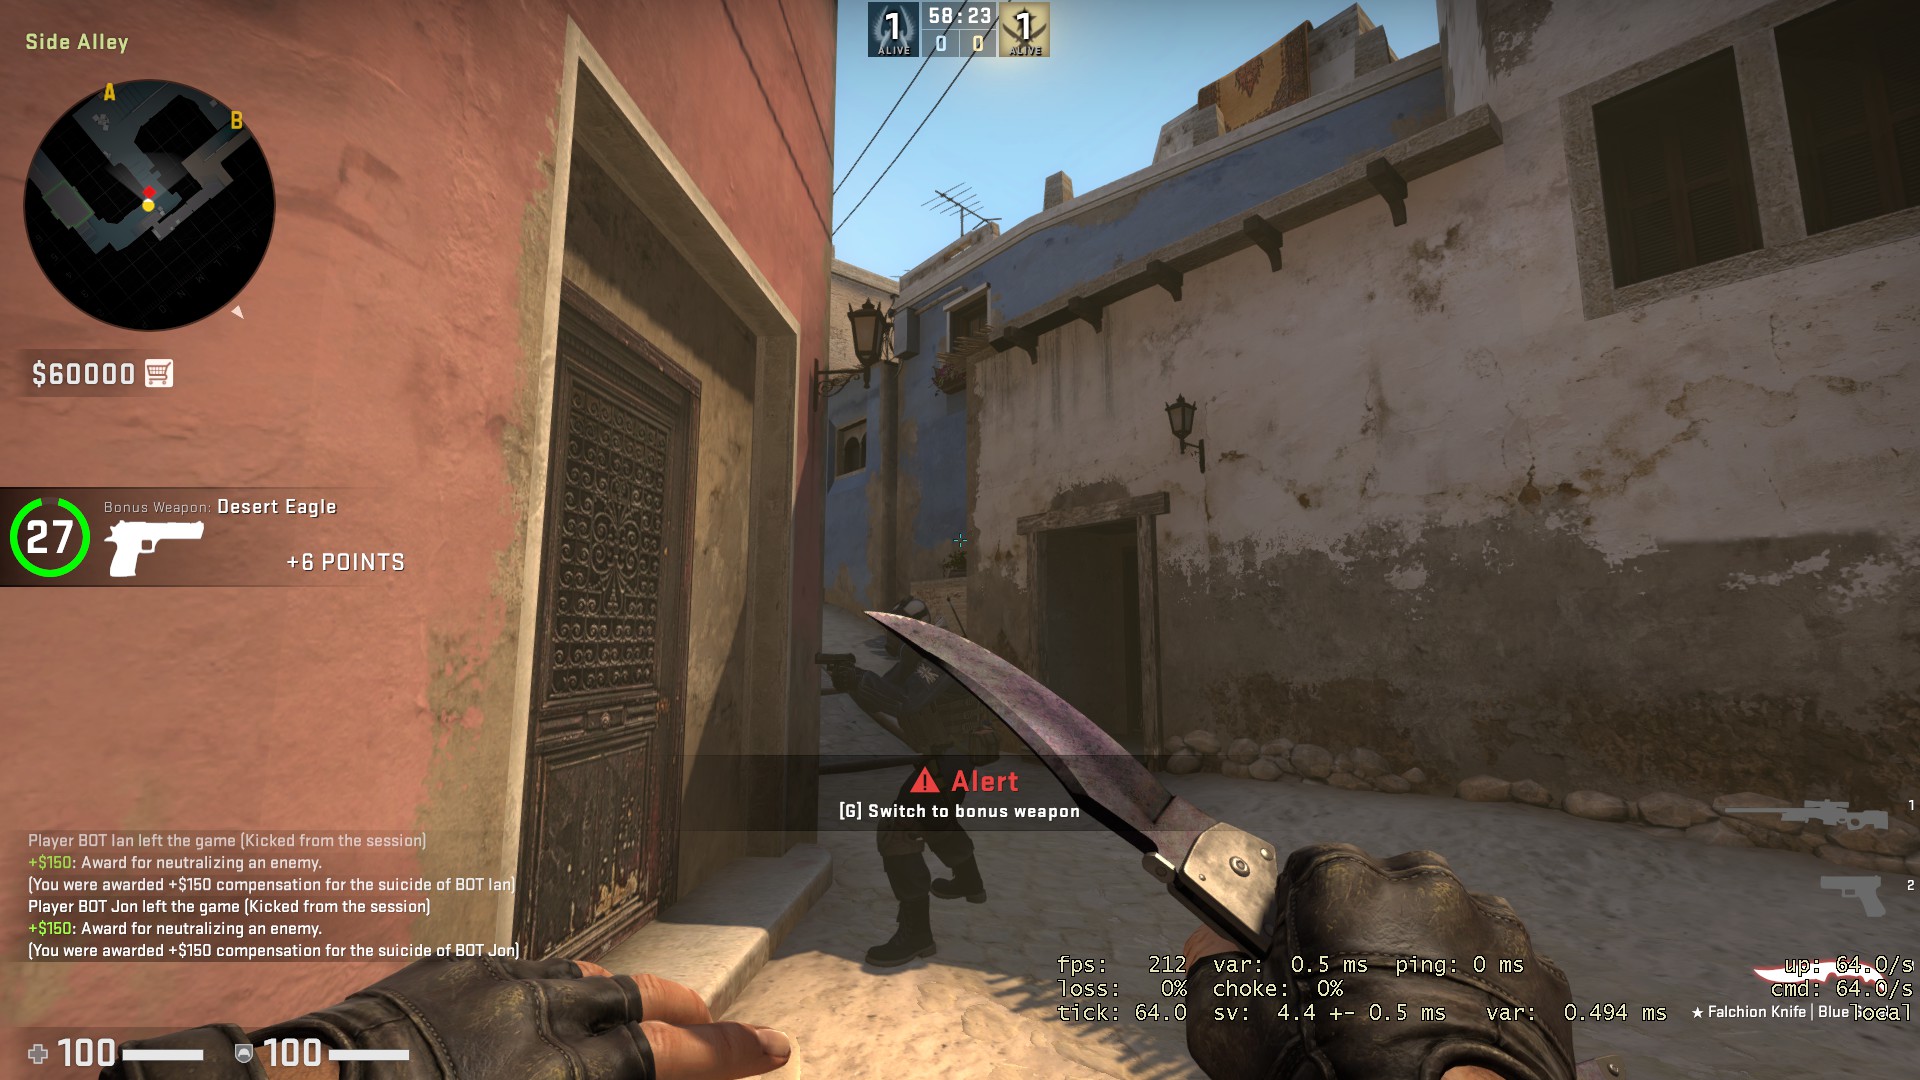 Side Alley
A
B
1
ALIVE
58:23
0 0
1
ALIVE
$60000
27
Bonus Weapon: Desert Eagle
+6 POINTS
Alert
[G] Switch to bonus weapon
Player BOT Ian left the game (Kicked from the session)
+$150: Award for neutralizing an enemy.
(You were awarded +$150 compensation for the suicide of BOT Ian)
Player BOT Jon left the game (Kicked from the session)
+$150: Award for neutralizing an enemy.
(You were awarded +$150 compensation for the suicide of BOT Jon)
1
2
fps: 212 var: 0.5 ms ping: 0 ms up: 64.0/s
loss: 0% choke: 0% cmd: 64.0/s
tick: 64.0 sv: 4.4 +- 0.5 ms var: 0.494 ms local
★ Falchion Knife | Blue
100
100